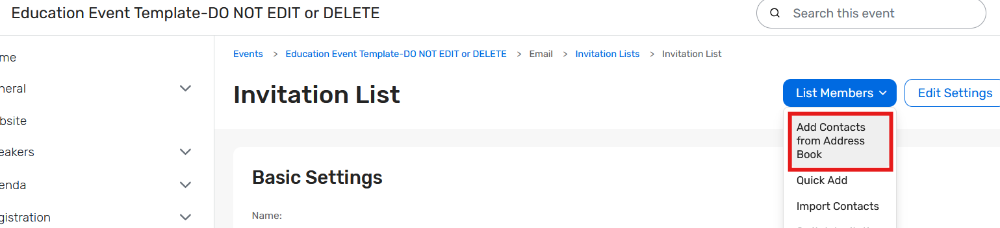 Education Event Template-DO NOT EDIT or DELETE
Search this event
Events > Education Event Template-DO NOT EDIT or DELETE > Email > Invitation Lists > Invitation List
Invitation List
List Members
Edit Settings
Add Contacts
from Address
Book
Quick Add
Import Contacts
Basic Settings
Name:
me
neral
bsite
eakers
enda
gistration